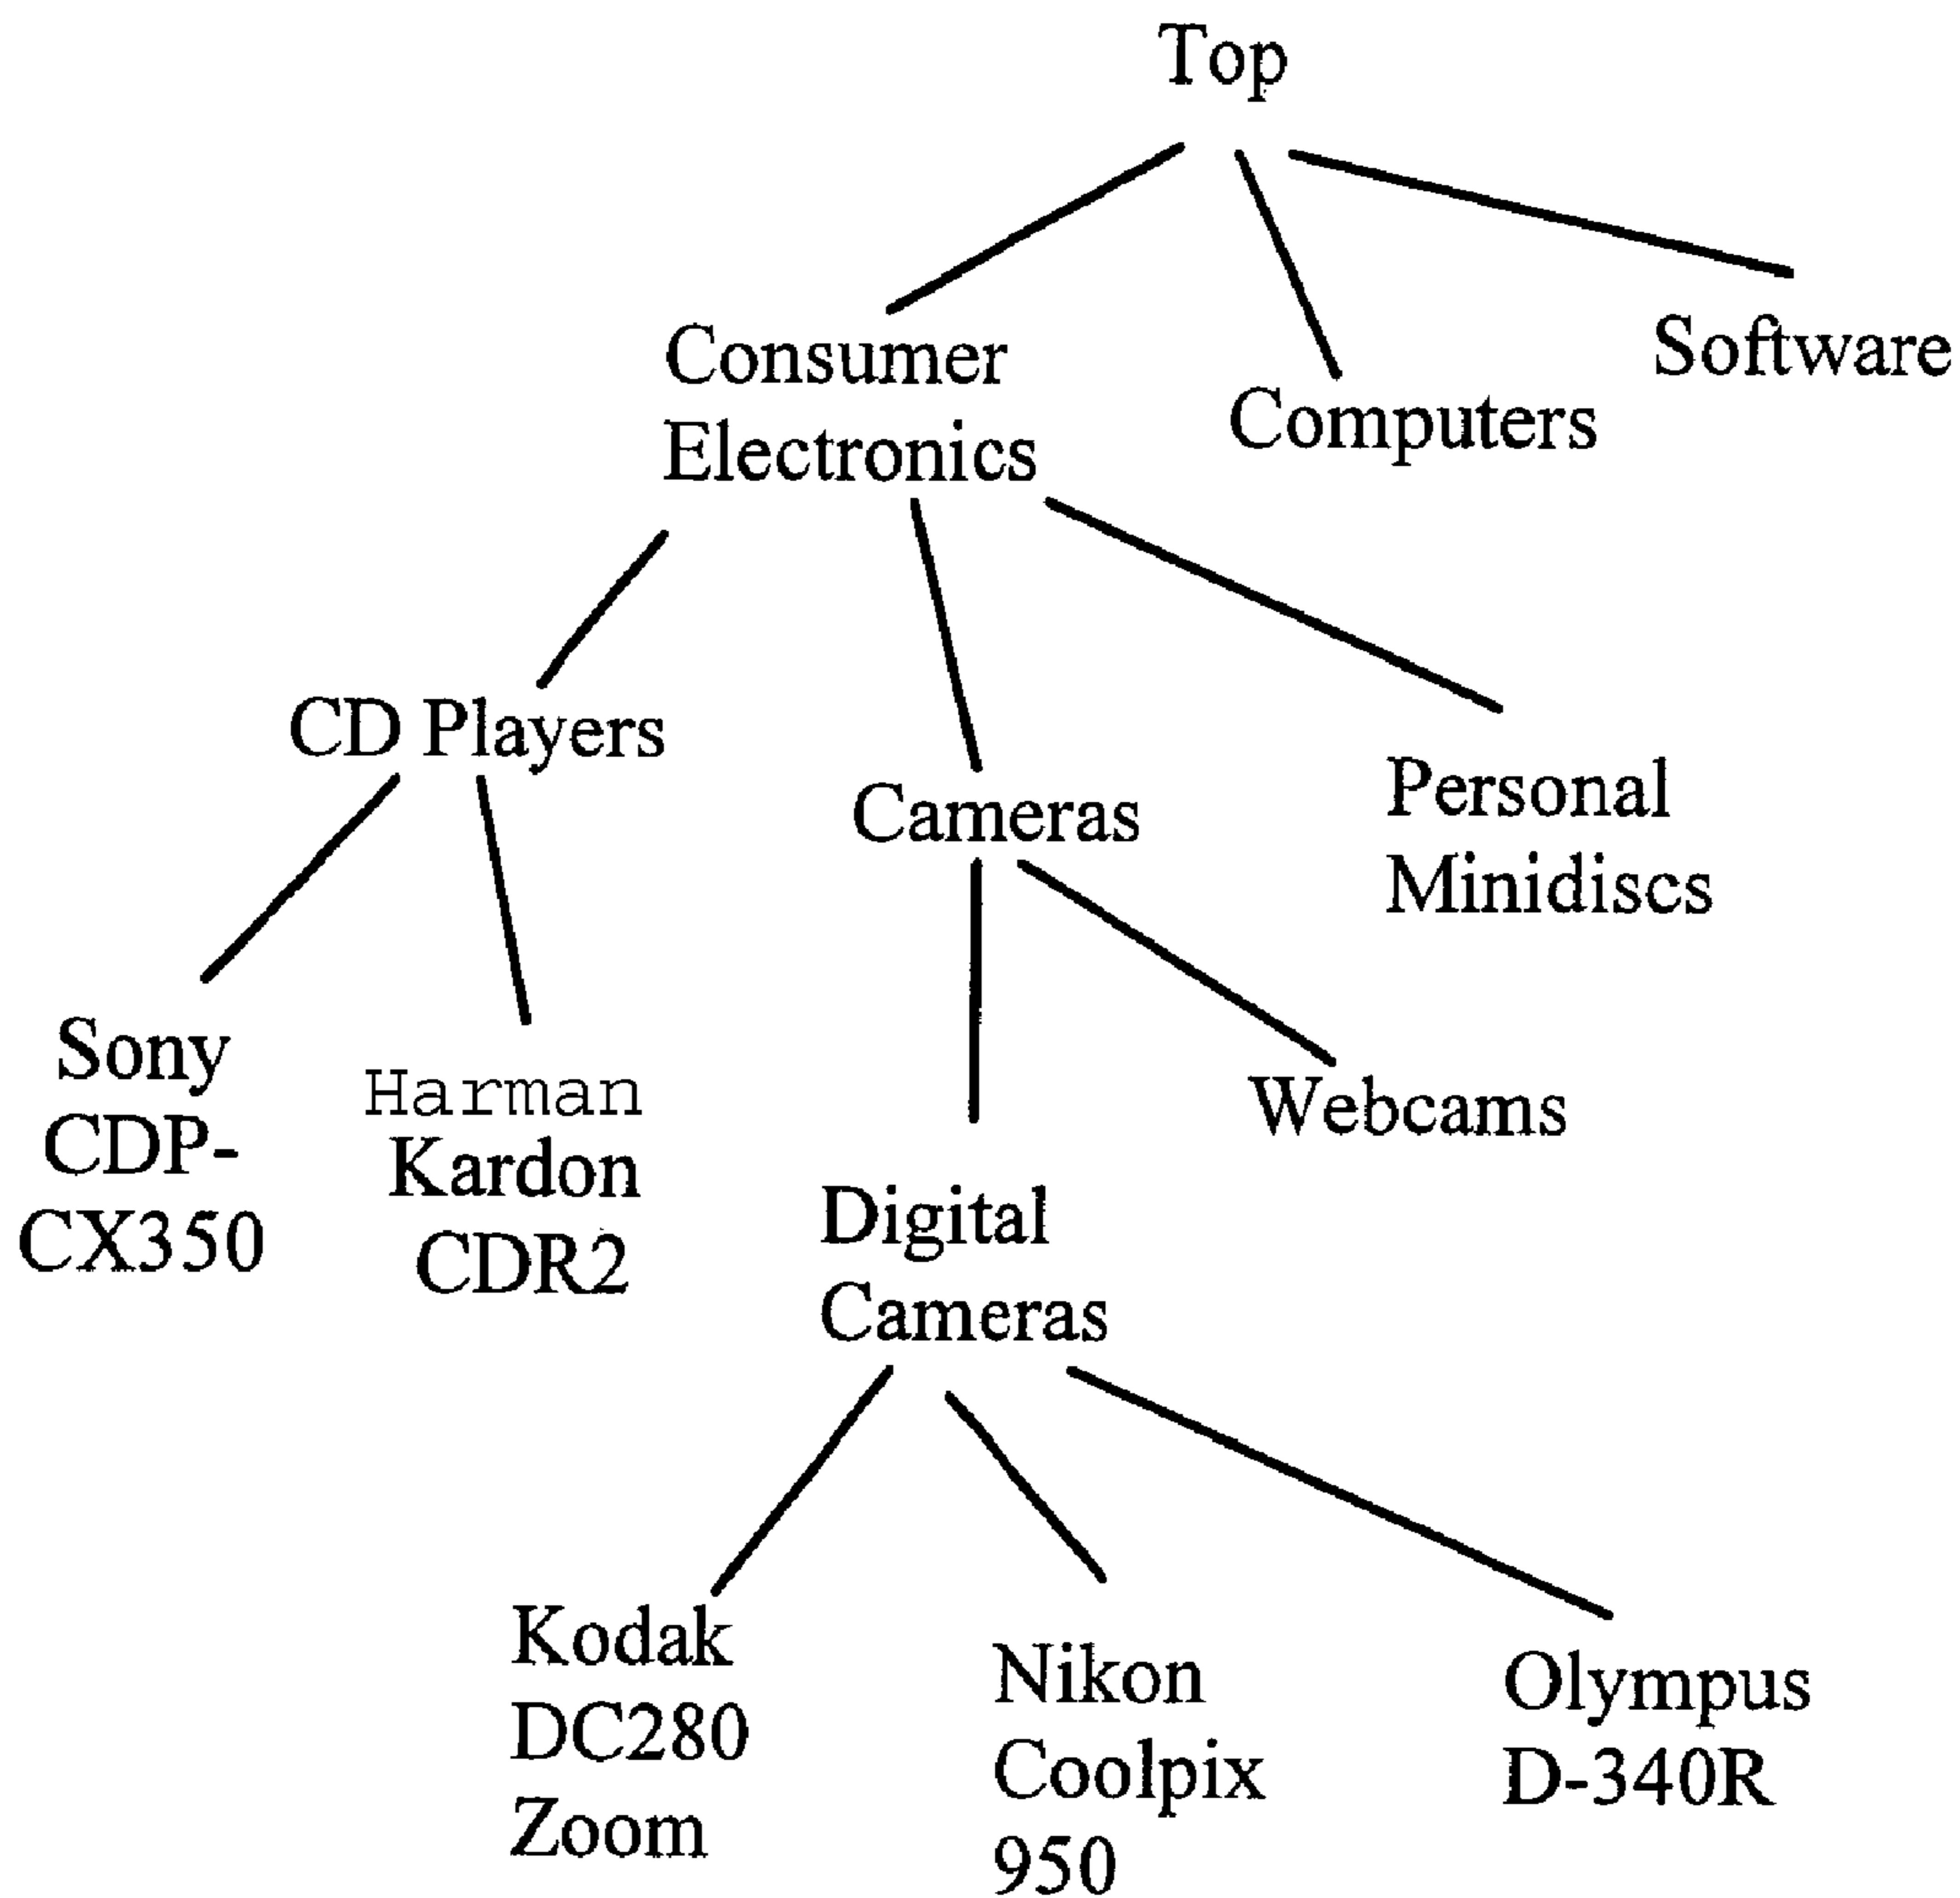 Top
Consumer
Electronics
Computers
Software
CD Players
Cameras
Personal
Minidiscs
Sony
CDP-
CX350
Harman
Kardon
CDR2
Digital
Cameras
Webcams
Kodak
DC280
Zoom
Nikon
Coolpix
950
Olympus
D-340R